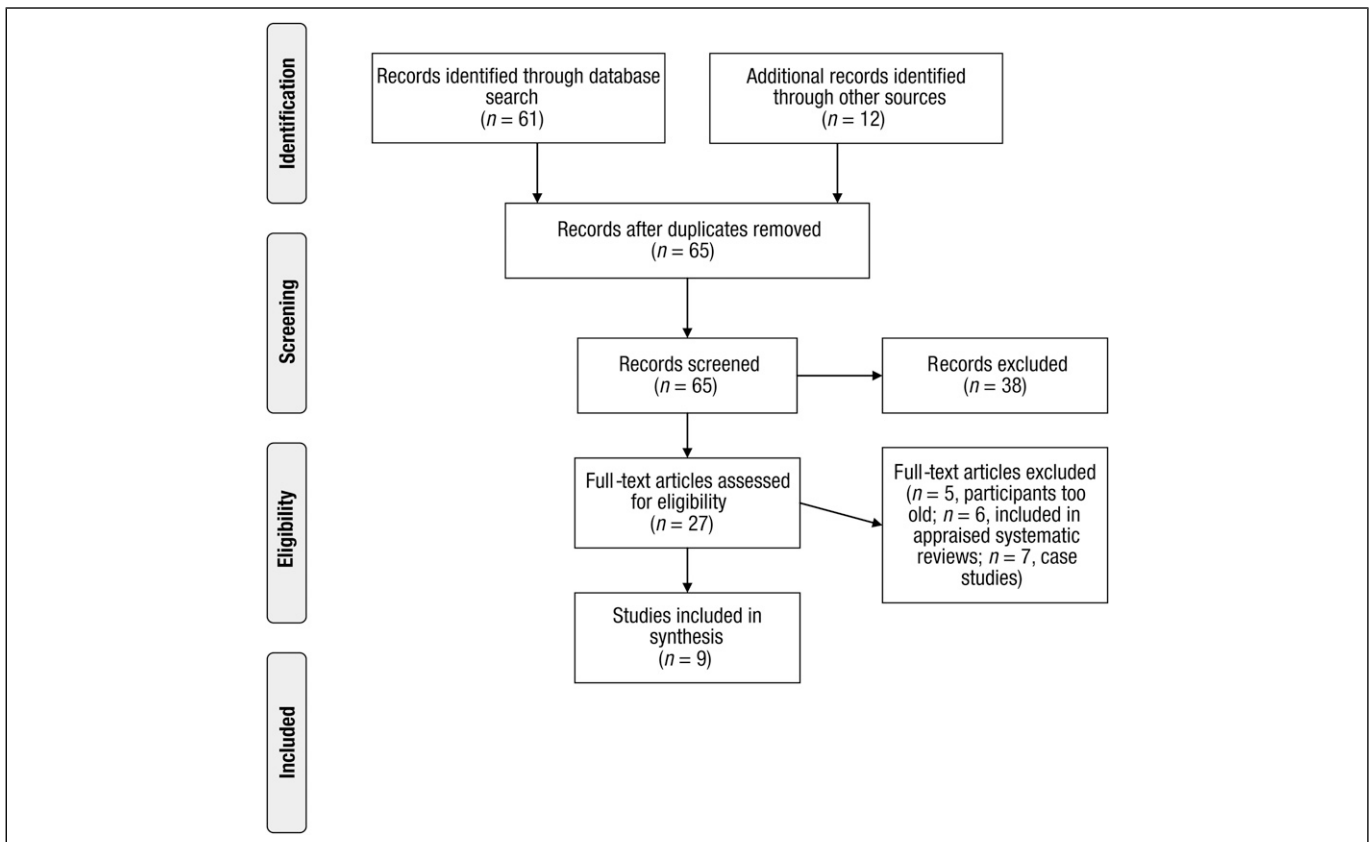 Identification
Records identified through database
search
(n = 61)
Additional records identified
through other sources
(n = 12)
Records after duplicates removed
(n = 65)
Screening
Records screened
(n = 65)
Records excluded
(n = 38)
Eligibility
Full-text articles assessed
for eligibility
(n = 27)
Full-text articles excluded
(n = 5, participants too
old; n = 6, included in
appraised systematic
reviews; n = 7, case
studies)
Studies included in
synthesis
(n = 9)
Included